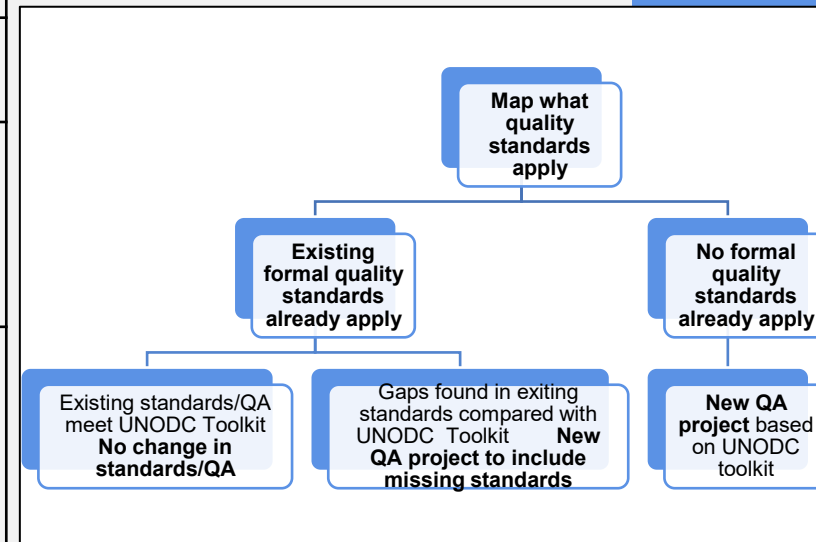 Map what
quality
standards
apply
Existing
formal quality
standards
already apply
No formal
quality
standards
already apply
Existing standards/QA
meet UNODC Toolkit
No change in
standards/QA
Gaps found in exiting
standards compared with
UNODC Toolkit New
QA project to include
missing standards
New QA
project based
on UNODC
toolkit